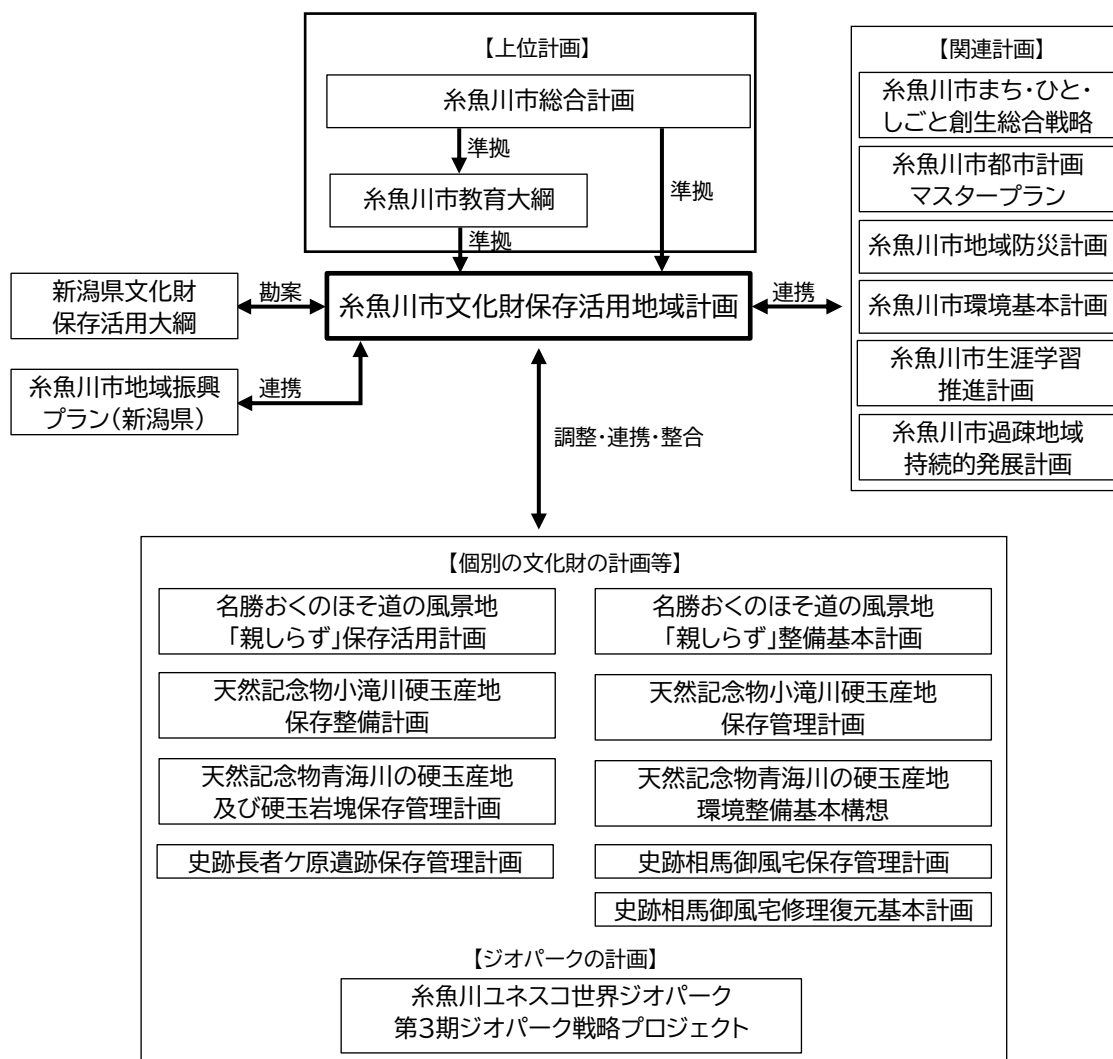 【上位計画】
糸魚川市総合計画
準拠
糸魚川市教育大綱
準拠
準拠
新潟県文化財
保存活用大綱
勘案
糸魚川市文化財保存活用地域計画
連携
糸魚川市地域振興
プラン(新潟県)
連携
【関連計画】
糸魚川市まち・ひと・
しごと創生総合戦略
糸魚川市都市計画
マスタープラン
糸魚川市地域防災計画
糸魚川市環境基本計画
糸魚川市生涯学習
推進計画
糸魚川市過疎地域
持続的発展計画
調整・連携・整合
【個別の文化財の計画等】
名勝おくのほそ道の風景地
「親しらず」保存活用計画
名勝おくのほそ道の風景地
「親しらず」整備基本計画
天然記念物小滝川硬玉産地
保存整備計画
天然記念物小滝川硬玉産地
保存管理計画
天然記念物青海川の硬玉産地
及び硬玉岩塊保存管理計画
天然記念物青海川の硬玉産地
環境整備基本構想
史跡長者ケ原遺跡保存管理計画
史跡相馬御風宅保存管理計画
史跡相馬御風宅修理復元基本計画
【ジオパークの計画】
糸魚川ユネスコ世界ジオパーク
第3期ジオパーク戦略プロジェクト